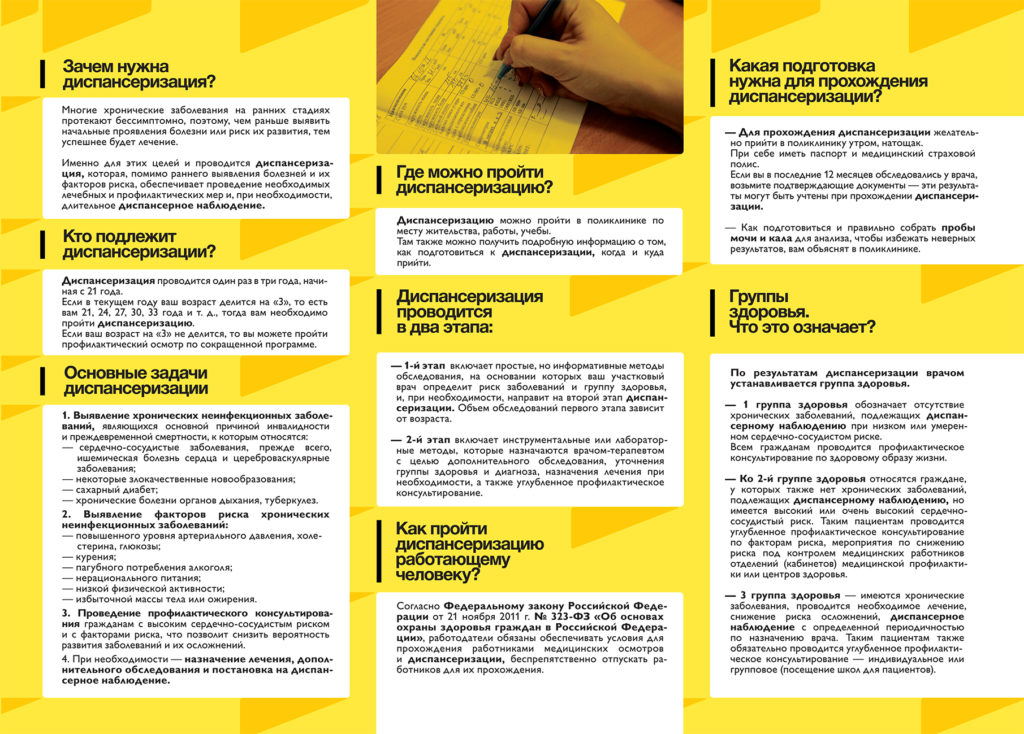 Зачем нужна
диспансеризация?
Многие хронические заболевания на ранних стадиях
протекают бессимптомно, поэтому, чем раньше выявить
начальные проявления болезни или риск их развития, тем
успешнее будет лечение.
Именно для этих целей и проводится диспансериза-
ция, которая, помимо раннего выявления болезней и их
факторов риска, обеспечивает проведение необходимых
лечебных и профилактических мер и, при необходимости,
длительное диспансерное наблюдение.
Кто подлежит
диспансеризации?
Диспансеризация проводится один раз в три года, начи-
ная с 21 года.
Если в текущем году ваш возраст делится на «3», то есть
вам 21, 24, 27, 30, 33 года и т. д., тогда вам необходимо
пройти диспансеризацию.
Если ваш возраст на «3» не делится, то вы можете пройти
профилактический осмотр по сокращенной программе.
Основные задачи
диспансеризации
1. Выявление хронических неинфекционных заболе-
ваний, являющихся основной причиной инвалидности
и преждевременной смертности, к которым относятся:
— сердечно-сосудистые заболевания, прежде всего,
ишемическая болезнь сердца и цереброваскулярные
заболевания;
— некоторые злокачественные новообразования;
— сахарный диабет;
— хронические болезни органов дыхания, туберкулез.
2. Выявление факторов риска хронических
неинфекционных заболеваний:
— повышенного уровня артериального давления, холе-
стерина, глюкозы;
— курения;
— пагубного потребления алкоголя;
— нерационального питания;
— низкой физической активности;
— избыточной массы тела или ожирения.
3. Проведение профилактического консультирова-
ния гражданам с высоким сердечно-сосудистым риском
и с факторами риска, что позволит снизить вероятность
развития заболеваний и их осложнений.
4. При необходимости — назначение лечения, допол-
нительного обследования и постановка на диспан-
серное наблюдение.
Где можно пройти
диспансеризацию?
Диспансеризацию можно пройти в поликлинике по
месту жительства, работы, учебы.
Там также можно получить подробную информацию о том,
как подготовиться к диспансеризации, когда и куда
прийти.
Диспансеризация
проводится
в два этапа:
— 1-й этап включает простые, но информативные методы
обследования, на основании которых ваш участковый
врач определит риск заболеваний и группу здоровья,
и, при необходимости, направит на второй этап диспан-
серизации. Объем обследований первого этапа зависит
от возраста.
— 2-й этап включает инструментальные или лаборатор-
ные методы, которые назначаются врачом-терапевтом
с целью дополнительного обследования, уточнения
группы здоровья и диагноза, назначения лечения при
необходимости, а также углубленное профилактическое
консультирование.
Как пройти
диспансеризацию
работающему
человеку?
Согласно Федеральному закону Российской Феде-
рации от 21 ноября 2011 г. № 323-ФЗ «Об основах
охраны здоровья граждан в Российской Федера-
ции», работодатели обязаны обеспечивать условия для
прохождения работниками медицинских осмотров
и диспансеризации, беспрепятственно отпускать ра-
ботников для их прохождения.
Какая подготовка
нужна для прохождения
диспансеризации?
— Для прохождения диспансеризации желатель-
но прийти в поликлинику утром, натощак.
При себе иметь паспорт и медицинский страховой
полис.
Если вы в последние 12 месяцев обследовались у врача,
возьмите подтверждающие документы — эти результа-
ты могут быть учтены при прохождении диспансери-
зации.
— Как подготовиться и правильно собрать пробы
мочи и кала для анализа, чтобы избежать неверных
результатов, вам объяснят в поликлинике.
Группы
здоровья.
Что это означает?
По результатам диспансеризации врачом
устанавливается группа здоровья.
— 1 группа здоровья обозначает отсутствие
хронических заболеваний, подлежащих диспан-
серному наблюдению при низком или умерен-
ном сердечно-сосудистом риске.
Всем гражданам проводится профилактическое
консультирование по здоровому образу жизни.
— Ко 2-й группе здоровья относятся граждане,
у которых также нет хронических заболеваний,
подлежащих диспансерному наблюдению, но
имеется высокий или очень высокий сердечно-
сосудистый риск. Таким пациентам проводится
углубленное профилактическое консультирование
по факторам риска, мероприятия по снижению
риска под контролем медицинских работников
отделений (кабинетов) медицинской профилакти-
ки или центров здоровья.
— 3 группа здоровья — имеются хронические
заболевания, проводится необходимое лечение,
снижение риска осложнений, диспансерное
наблюдение с определенной периодичностью
по назначению врача. Таким пациентам также
обязательно проводится углубленное профилакти-
ческое консультирование — индивидуальное или
групповое (посещение школ для пациентов).